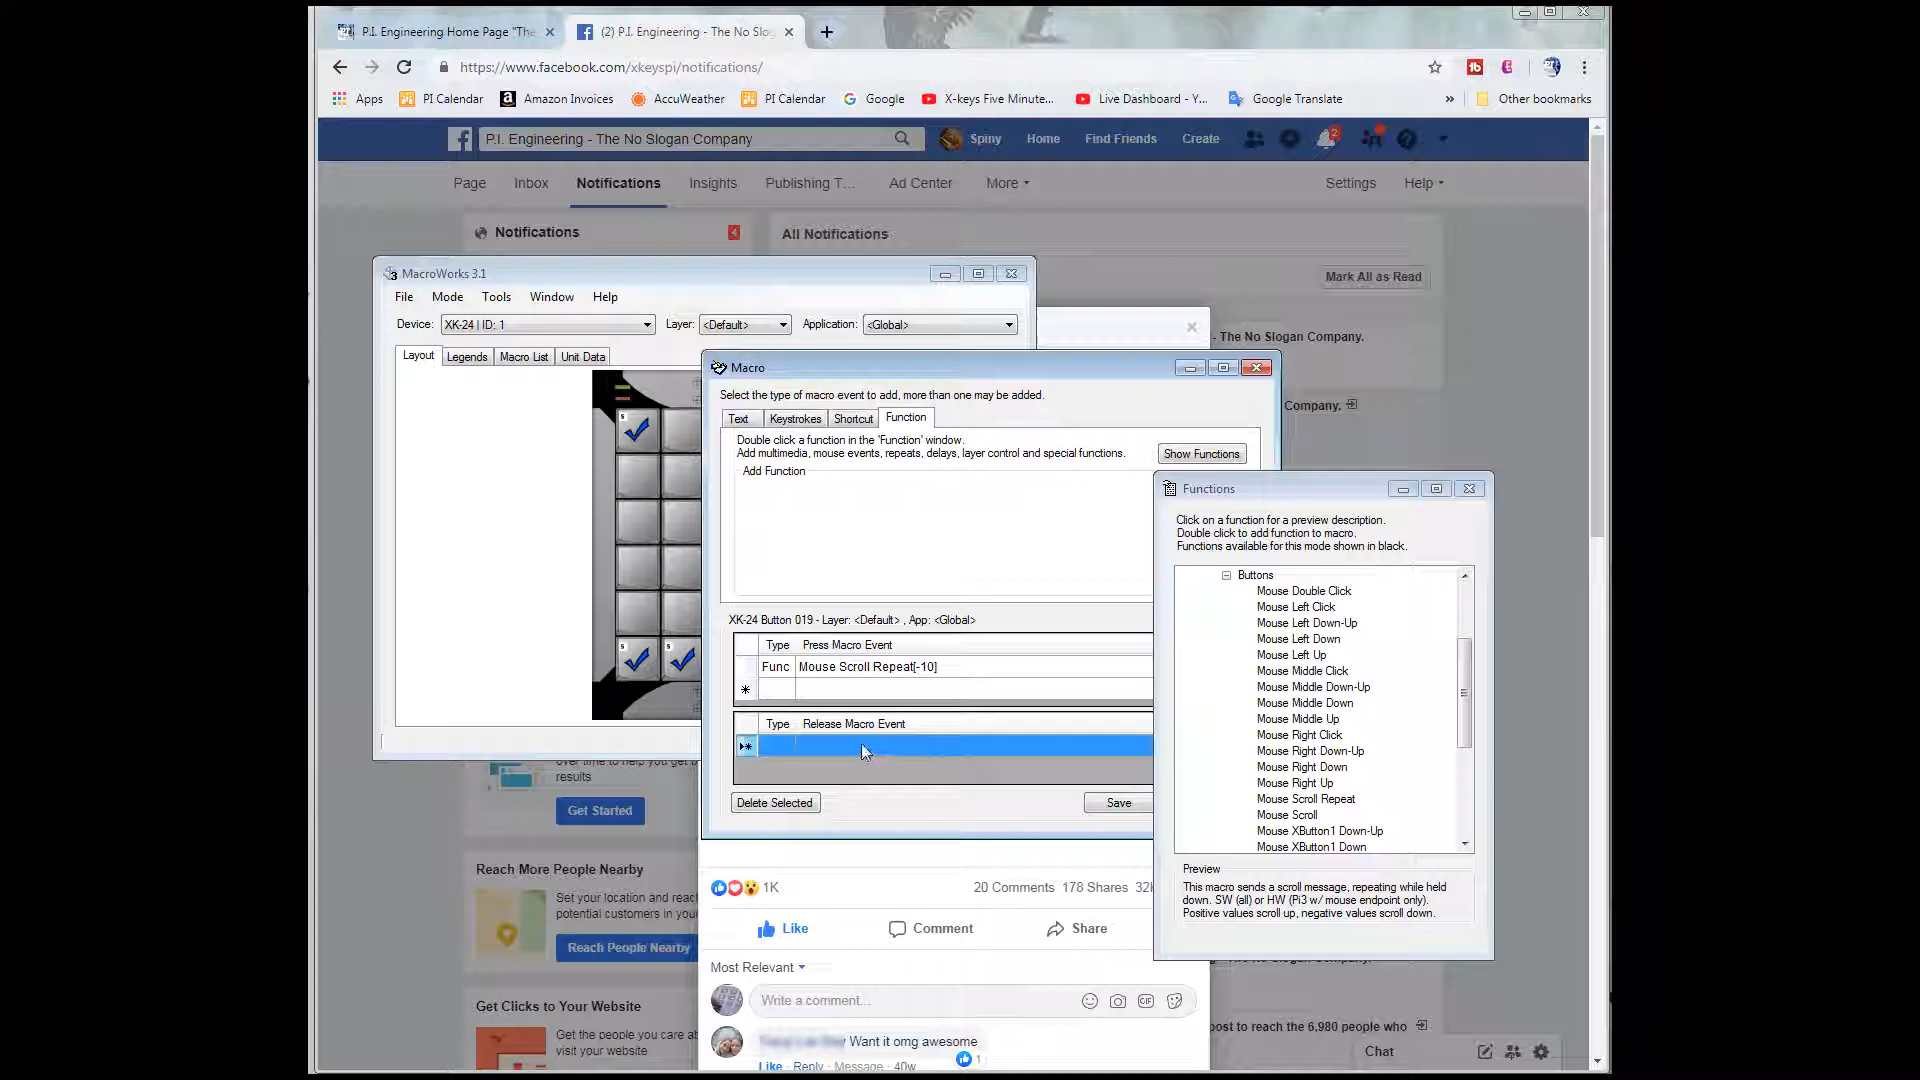 P.I. Engineering Home Page "The
(2) P.I. Engineering - The No Slog
https://www.facebook.com/xkeyspi/notifications/
Apps
PI Calendar
Amazon Invoices
AccuWeather
PI Calendar
Google
X-keys Five Minute...
Live Dashboard - Y...
Google Translate
»
Other bookmarks
P.I. Engineering - The No Slogan Company
Spiny
Home
Find Friends
Create
2
Page
Inbox
Notifications
Insights
Publishing T...
Ad Center
More
Settings
Help
Notifications
4
All Notifications
Mark All as Read
MacroWorks 3.1
File
Mode
Tools
Window
Help
Device:
XK-24 | ID: 1
Layer:
<Default>
Application:
<Global>
- The No Slogan Company.
Layout
Legends
Macro List
Unit Data
Macro
Select the type of macro event to add, more than one may be added.
Company.
Text
Keystrokes
Shortcut
Function
Double click a function in the 'Function' window.
Add multimedia, mouse events, repeats, delays, layer control and special functions.
Show Functions
Add Function
Functions
Click on a function for a preview description.
Double click to add function to macro.
Functions available for this mode shown in black.
Buttons
Mouse Double Click
Mouse Left Click
Mouse Left Down-Up
Mouse Left Down
Mouse Left Up
Mouse Middle Click
Mouse Middle Down-Up
Mouse Middle Down
Mouse Middle Up
Mouse Right Click
Mouse Right Down-Up
Mouse Right Down
Mouse Right Up
Mouse Scroll Repeat
Mouse Scroll
Mouse XButton1 Down-Up
Mouse XButton1 Down
Preview
This macro sends a scroll message, repeating while held
down. SW (all) or HW (Pi3 w/ mouse endpoint only).
Positive values scroll up, negative values scroll down.
XK-24 Button 019 - Layer: <Default> , App: <Global>
Type
Press Macro Event
Func
Mouse Scroll Repeat[-10]
Type
Release Macro Event
Delete Selected
Save
over time to help you get b
results
Get Started
Reach More People Nearby
Set your location and reac
potential customers in you
Reach People Nearby
Get Clicks to Your Website
Get the people you care ab
visit your website
1K
20 Comments
178 Shares
32
Like
Comment
Share
Most Relevant
Write a comment...
GIF
Want it omg awesome
1
Like · Reply · Message · 40w
post to reach the 6,980 people who
Chat